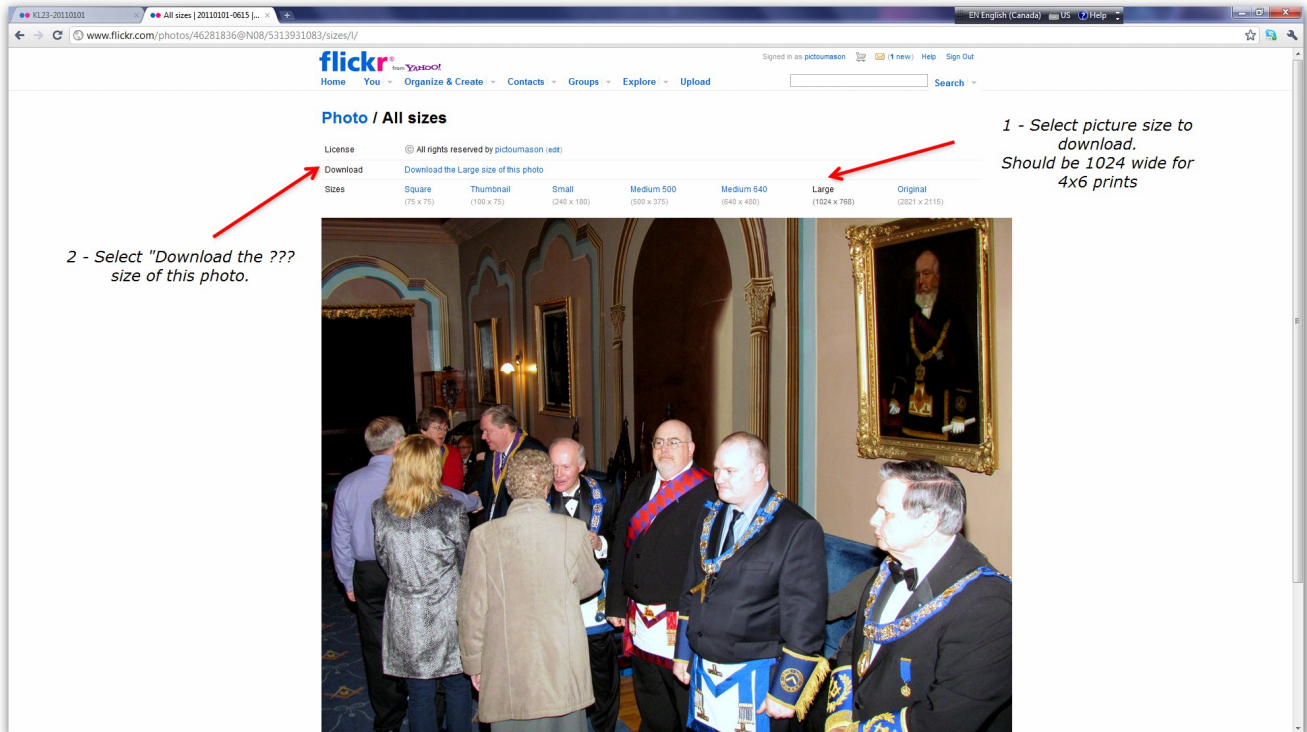 KL23-20110101
All sizes | 20110101-0615 |...
EN English (Canada) US Help
www.flickr.com/photos/46281836@N08/5313931083/sizes/l/
flickr from YAHOO!
Signed in as pictoumason (1 new) Help Sign Out
Home You Organize & Create Contacts Groups Explore Upload
Search
Photo / All sizes
License © All rights reserved by pictoumason (edit)
Download Download the Large size of this photo
Sizes Square Thumbnail Small Medium 500 Medium 640 Large Original
(75 x 75) (100 x 75) (240 x 180) (500 x 375) (640 x 480) (1024 x 768) (2821 x 2115)
1 - Select picture size to
download.
Should be 1024 wide for
4x6 prints
2 - Select "Download the ???
size of this photo.